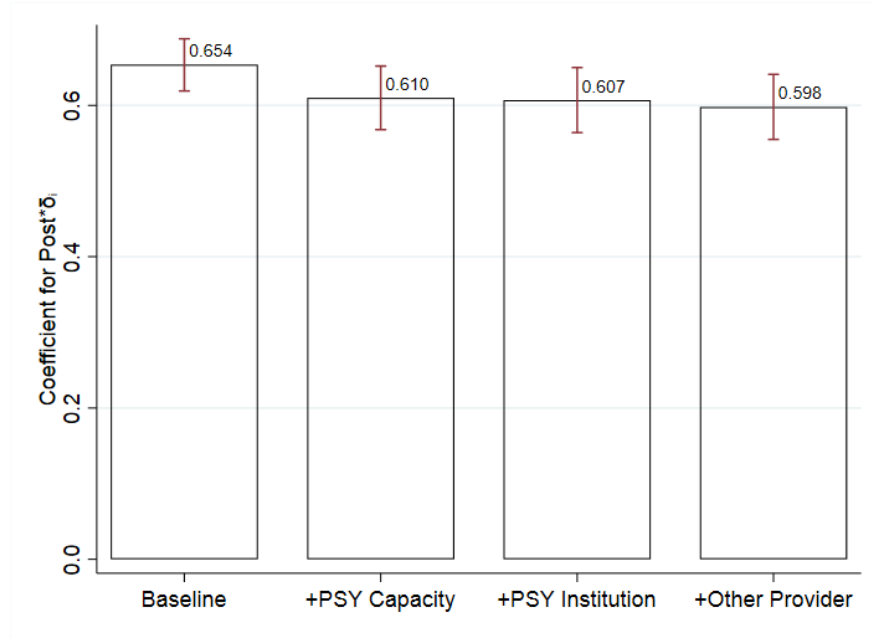 0.654
0.610
0.607
0.598
0.6
0.4
0.2
0.0
Coefficient for Post*δᵢ
Baseline
+PSY Capacity
+PSY Institution
+Other Provider